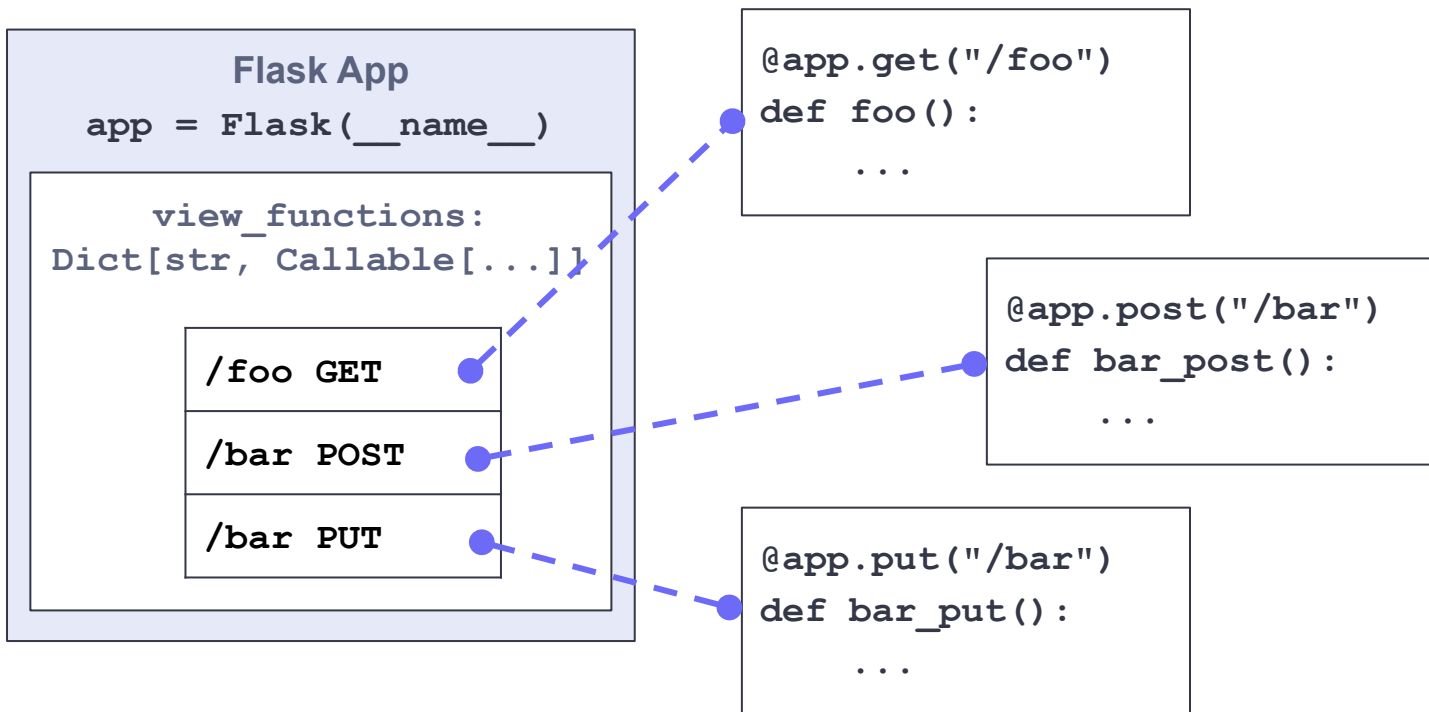 Flask App
app = Flask(__name__)
view_functions:
Dict[str, Callable[...]]
/foo GET
/bar POST
/bar PUT
@app.get("/foo")
def foo():
...
@app.post("/bar")
def bar_post():
...
@app.put("/bar")
def bar_put():
...